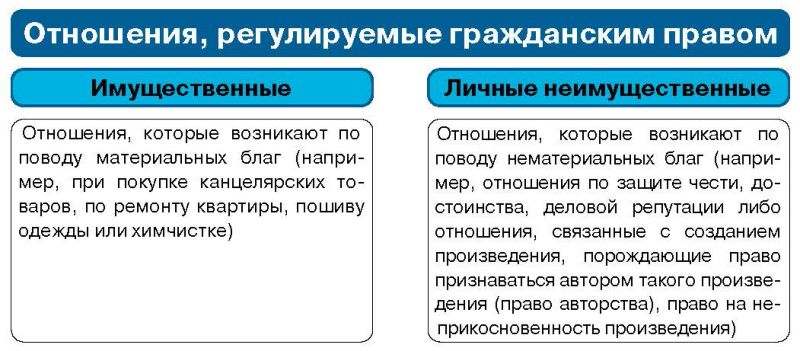 Отношения, регулируемые гражданским правом
Имущественные
Отношения, которые возникают по
поводу материальных благ (напри-
мер, при покупке канцелярских то-
варов, по ремонту квартиры, пошиву
одежды или химчистке)
Личные неимущественные
Отношения, которые возникают по
поводу нематериальных благ (напри-
мер, отношения по защите чести, до-
стоинства, деловой репутации либо
отношения, связанные с созданием
произведения, порождающие право
признаваться автором такого произве-
дения (право авторства), право на не-
прикосновенность произведения)